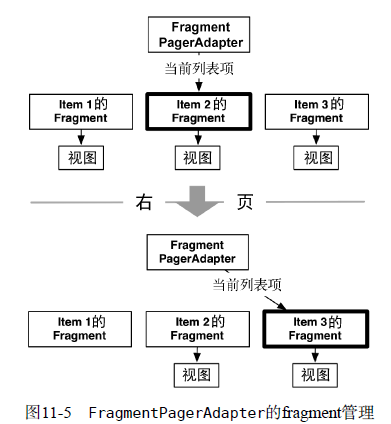 Fragment
PagerAdapter
当前列表项
Item 1的
Fragment
Item 2的
Fragment
Item 3的
Fragment
视图
视图
视图
右 页
Fragment
PagerAdapter
当前列表项
Item 1的
Fragment
Item 2的
Fragment
Item 3的
Fragment
视图
视图
图11-5 FragmentPagerAdapter的fragment管理